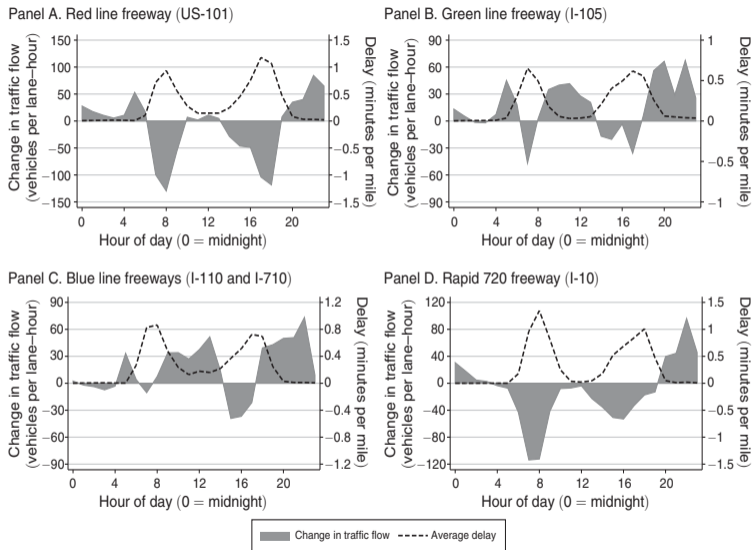 Panel A. Red line freeway (US-101)
Change in traffic flow
(vehicles per lane–hour)
150
100
50
0
−50
−100
−150
1.5
1
0.5
0
−0.5
−1
−1.5
Delay (minutes per mile)
0 4 8 12 16 20
Hour of day (0 = midnight)
Panel B. Green line freeway (I-105)
Change in traffic flow
(vehicles per lane–hour)
90
60
30
0
−30
−60
−90
1
0.5
0
−0.5
−1
Delay (minutes per mile)
0 4 8 12 16 20
Hour of day (0 = midnight)
Panel C. Blue line freeways (I-110 and I-710)
Change in traffic flow
(vehicles per lane–hour)
90
60
30
0
−30
−60
−90
1.2
0.8
0.4
0
−0.4
−0.8
−1.2
Delay (minutes per mile)
0 4 8 12 16 20
Hour of day (0 = midnight)
Panel D. Rapid 720 freeway (I-10)
Change in traffic flow
(vehicles per lane–hour)
120
80
40
0
−40
−80
−120
1.5
1
0.5
0
−0.5
−1
−1.5
Delay (minutes per mile)
0 4 8 12 16 20
Hour of day (0 = midnight)
Change in traffic flow
Average delay